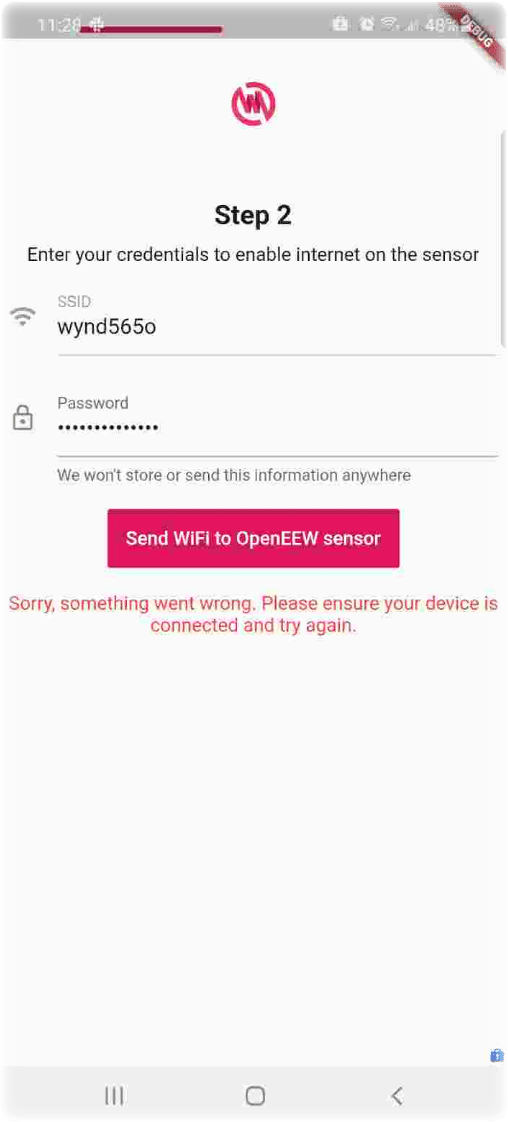 11:28
48%
DEBUG
Step 2
Enter your credentials to enable internet on the sensor
SSID
wynd565o
Password
••••••••••••••
We won't store or send this information anywhere
Send WiFi to OpenEEW sensor
Sorry, something went wrong. Please ensure your device is
connected and try again.